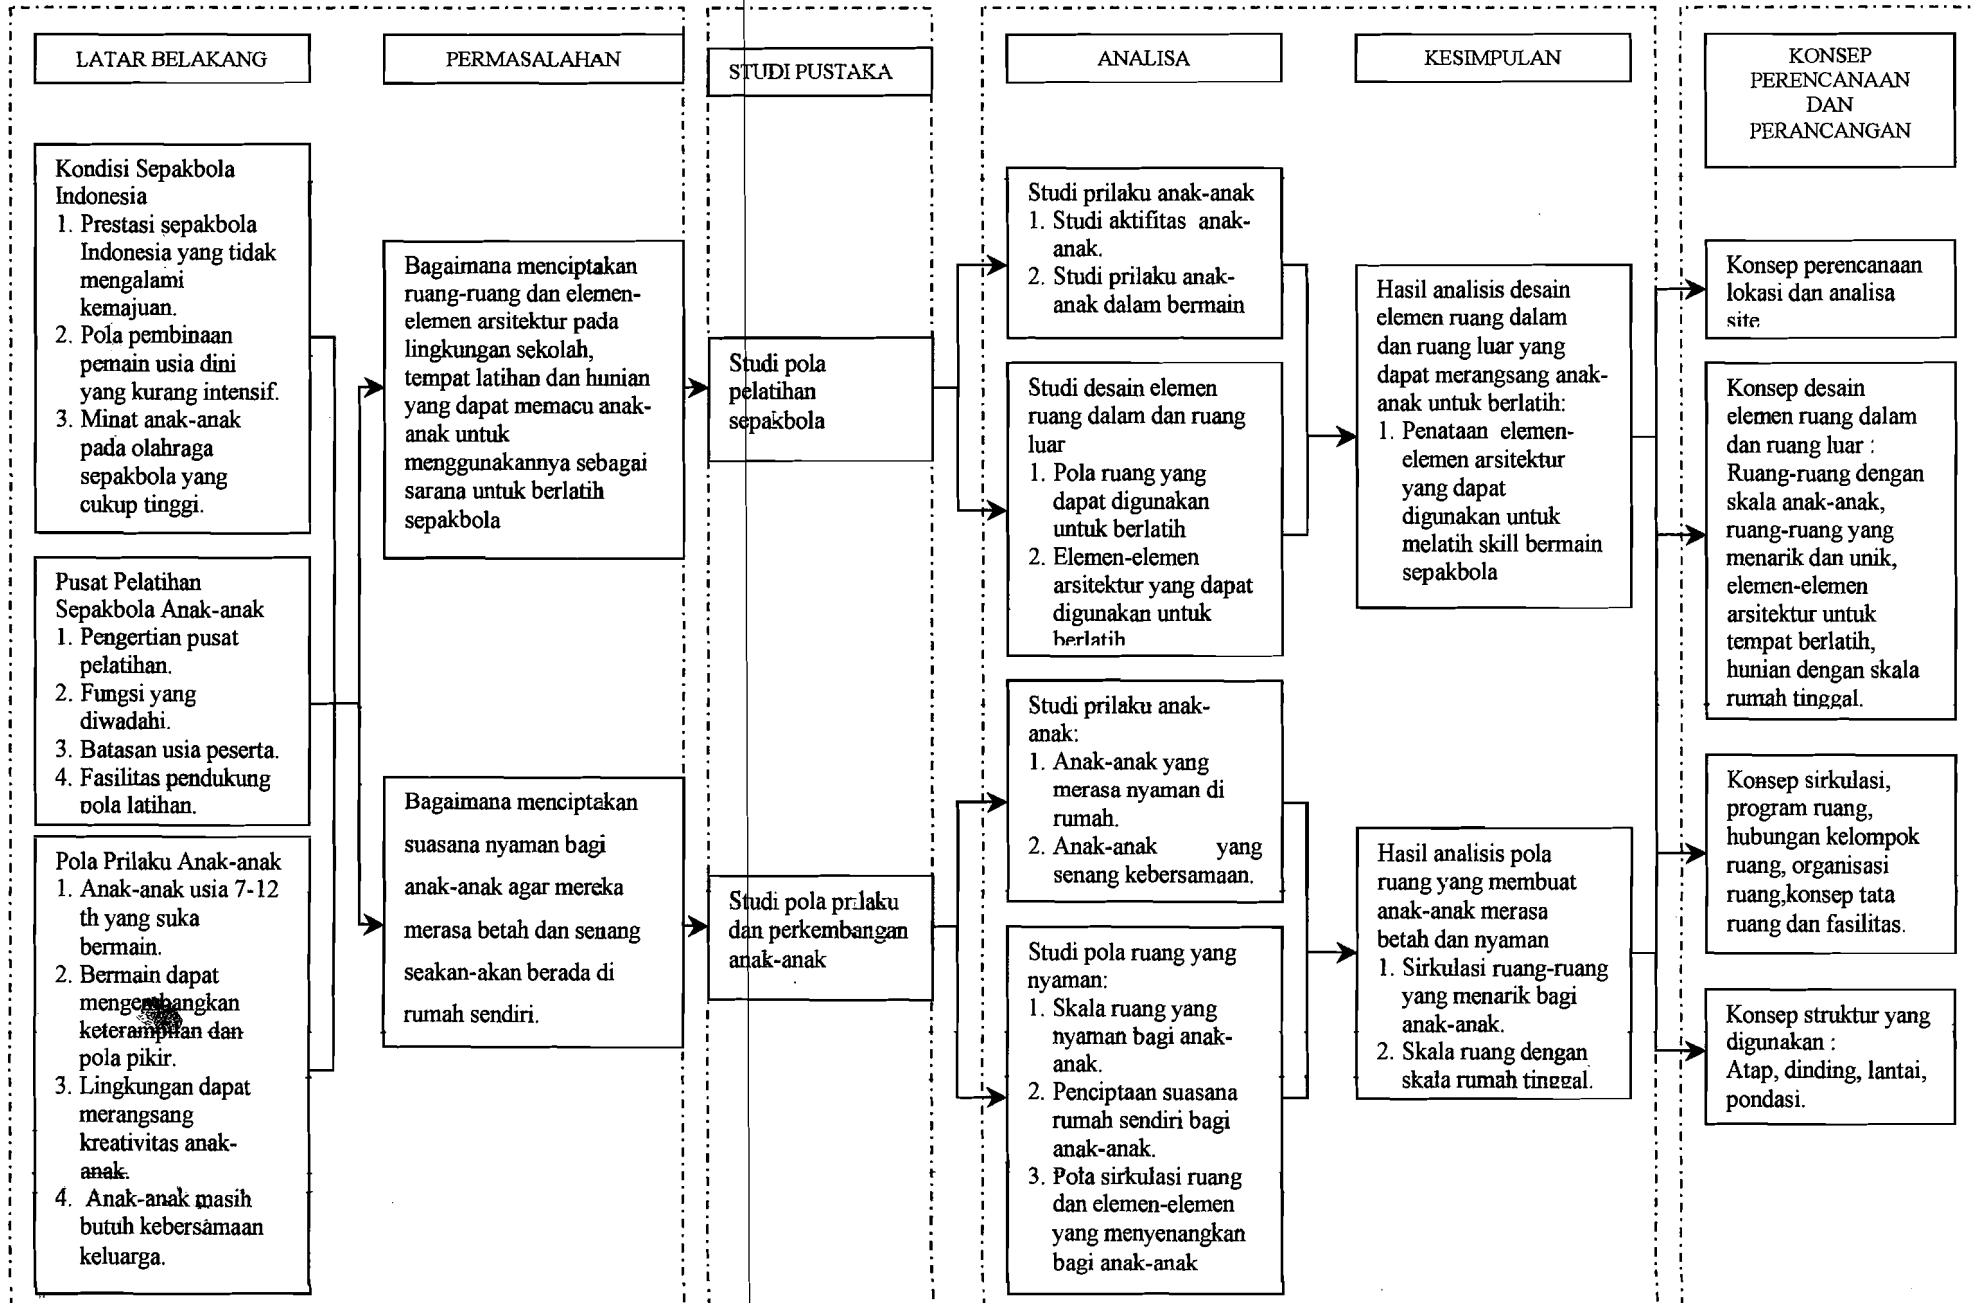 LATAR BELAKANG
Kondisi Sepakbola
Indonesia
1. Prestasi sepakbola
Indonesia yang tidak
mengalami
kemajuan.
2. Pola pembinaan
pemain usia dini
yang kurang intensif.
3. Minat anak-anak
pada olahraga
sepakbola yang
cukup tinggi.
Pusat Pelatihan
Sepakbola Anak-anak
1. Pengertian pusat
pelatihan.
2. Fungsi yang
diwadahi.
3. Batasan usia peserta.
4. Fasilitas pendukung
pola latihan.
Pola Prilaku Anak-anak
1. Anak-anak usia 7-12
th yang suka
bermain.
2. Bermain dapat
mengembangkan
keterampilan dan
pola pikir.
3. Lingkungan dapat
merangsang
kreativitas anak-
anak.
4. Anak-anak masih
butuh kebersamaan
keluarga.
PERMASALAHAN
Bagaimana menciptakan
ruang-ruang dan elemen-
elemen arsitektur pada
lingkungan sekolah,
tempat latihan dan hunian
yang dapat memacu anak-
anak untuk
menggunakannya sebagai
sarana untuk berlatih
sepakbola
Bagaimana menciptakan
suasana nyaman bagi
anak-anak agar mereka
merasa betah dan senang
seakan-akan berada di
rumah sendiri.
STUDI PUSTAKA
Studi pola
pelatihan
sepakbola
Studi pola prilaku
dan perkembangan
anak-anak
ANALISA
Studi prilaku anak-anak
1. Studi aktifitas anak-
anak.
2. Studi prilaku anak-
anak dalam bermain
Studi desain elemen
ruang dalam dan ruang
luar
1. Pola ruang yang
dapat digunakan
untuk berlatih
2. Elemen-elemen
arsitektur yang dapat
digunakan untuk
berlatih
Studi prilaku anak-
anak:
1. Anak-anak yang
merasa nyaman di
rumah.
2. Anak-anak yang
senang kebersamaan.
Studi pola ruang yang
nyaman:
1. Skala ruang yang
nyaman bagi anak-
anak.
2. Penciptaan suasana
rumah sendiri bagi
anak-anak.
3. Pola sirkulasi ruang
dan elemen-elemen
yang menyenangkan
bagi anak-anak
KESIMPULAN
Hasil analisis desain
elemen ruang dalam
dan ruang luar yang
dapat merangsang anak-
anak untuk berlatih:
1. Penataan elemen-
elemen arsitektur
yang dapat
digunakan untuk
melatih skill bermain
sepakbola
Hasil analisis pola
ruang yang membuat
anak-anak merasa
betah dan nyaman
1. Sirkulasi ruang-ruang
yang menarik bagi
anak-anak.
2. Skala ruang dengan
skala rumah tinggal.
KONSEP
PERENCANAAN
DAN
PERANCANGAN
Konsep perencanaan
lokasi dan analisa
site
Konsep desain
elemen ruang dalam
dan ruang luar :
Ruang-ruang dengan
skala anak-anak,
ruang-ruang yang
menarik dan unik,
elemen-elemen
arsitektur untuk
tempat berlatih,
hunian dengan skala
rumah tinggal.
Konsep sirkulasi,
program ruang,
hubungan kelompok
ruang, organisasi
ruang,konsep tata
ruang dan fasilitas.
Konsep struktur yang
digunakan :
Atap, dinding, lantai,
pondasi.